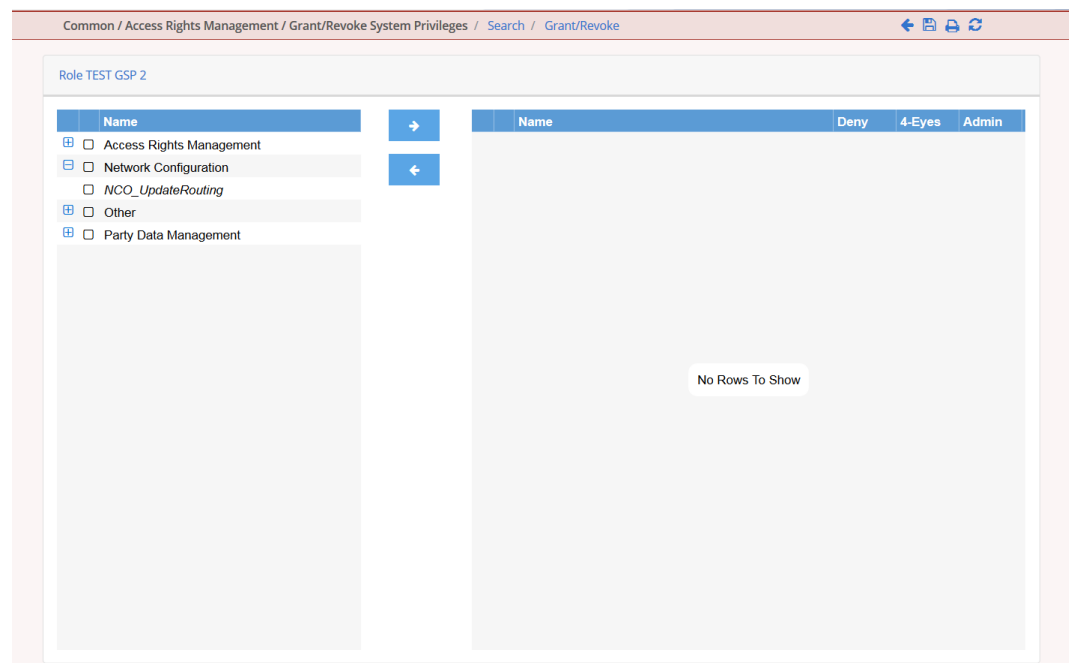 Common / Access Rights Management / Grant/Revoke System Privileges / Search / Grant/Revoke
Role TEST GSP 2
Name
Access Rights Management
Network Configuration
NCO_UpdateRouting
Other
Party Data Management
Name Deny 4-Eyes Admin
No Rows To Show